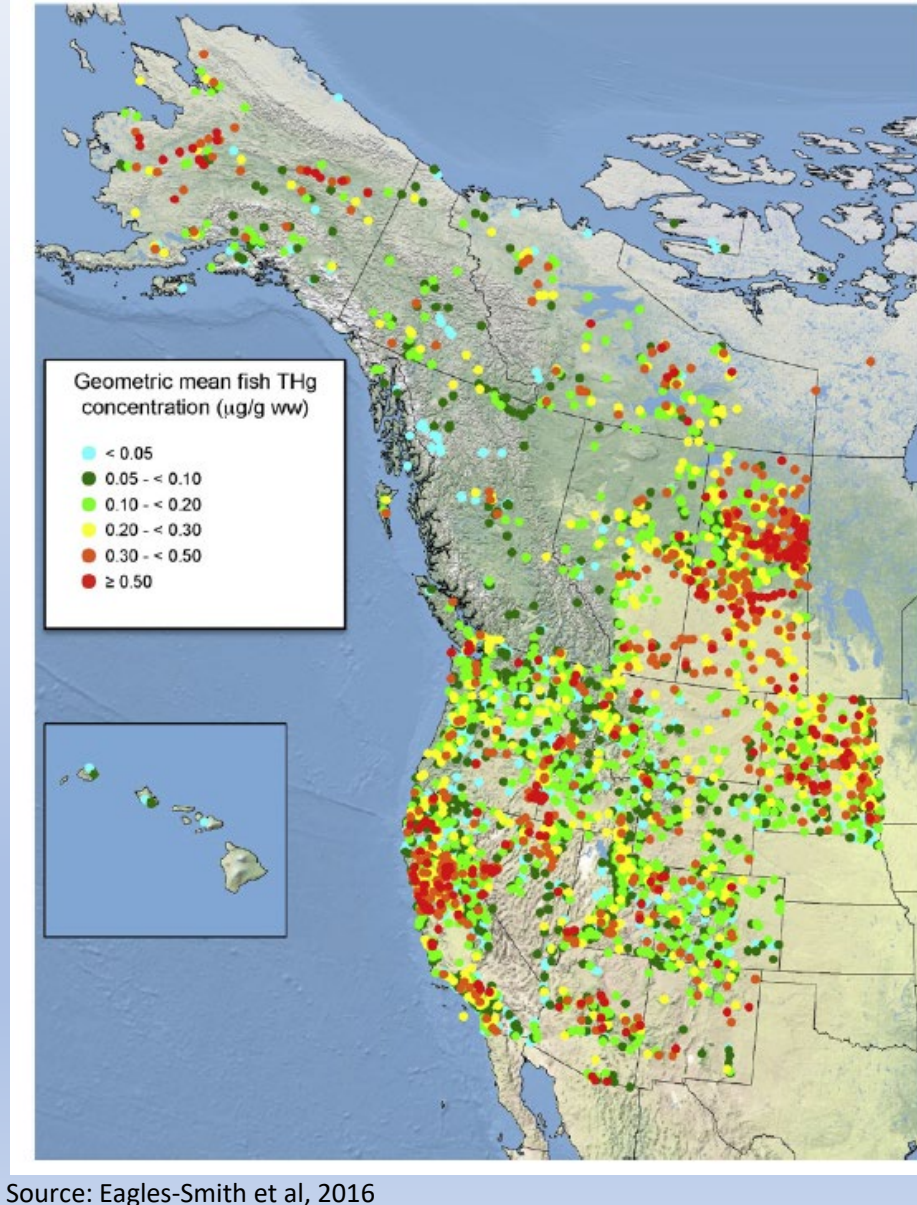 Geometric mean fish THg
concentration (µg/g ww)
< 0.05
0.05 - < 0.10
0.10 - < 0.20
0.20 - < 0.30
0.30 - < 0.50
≥ 0.50
Source: Eagles-Smith et al, 2016